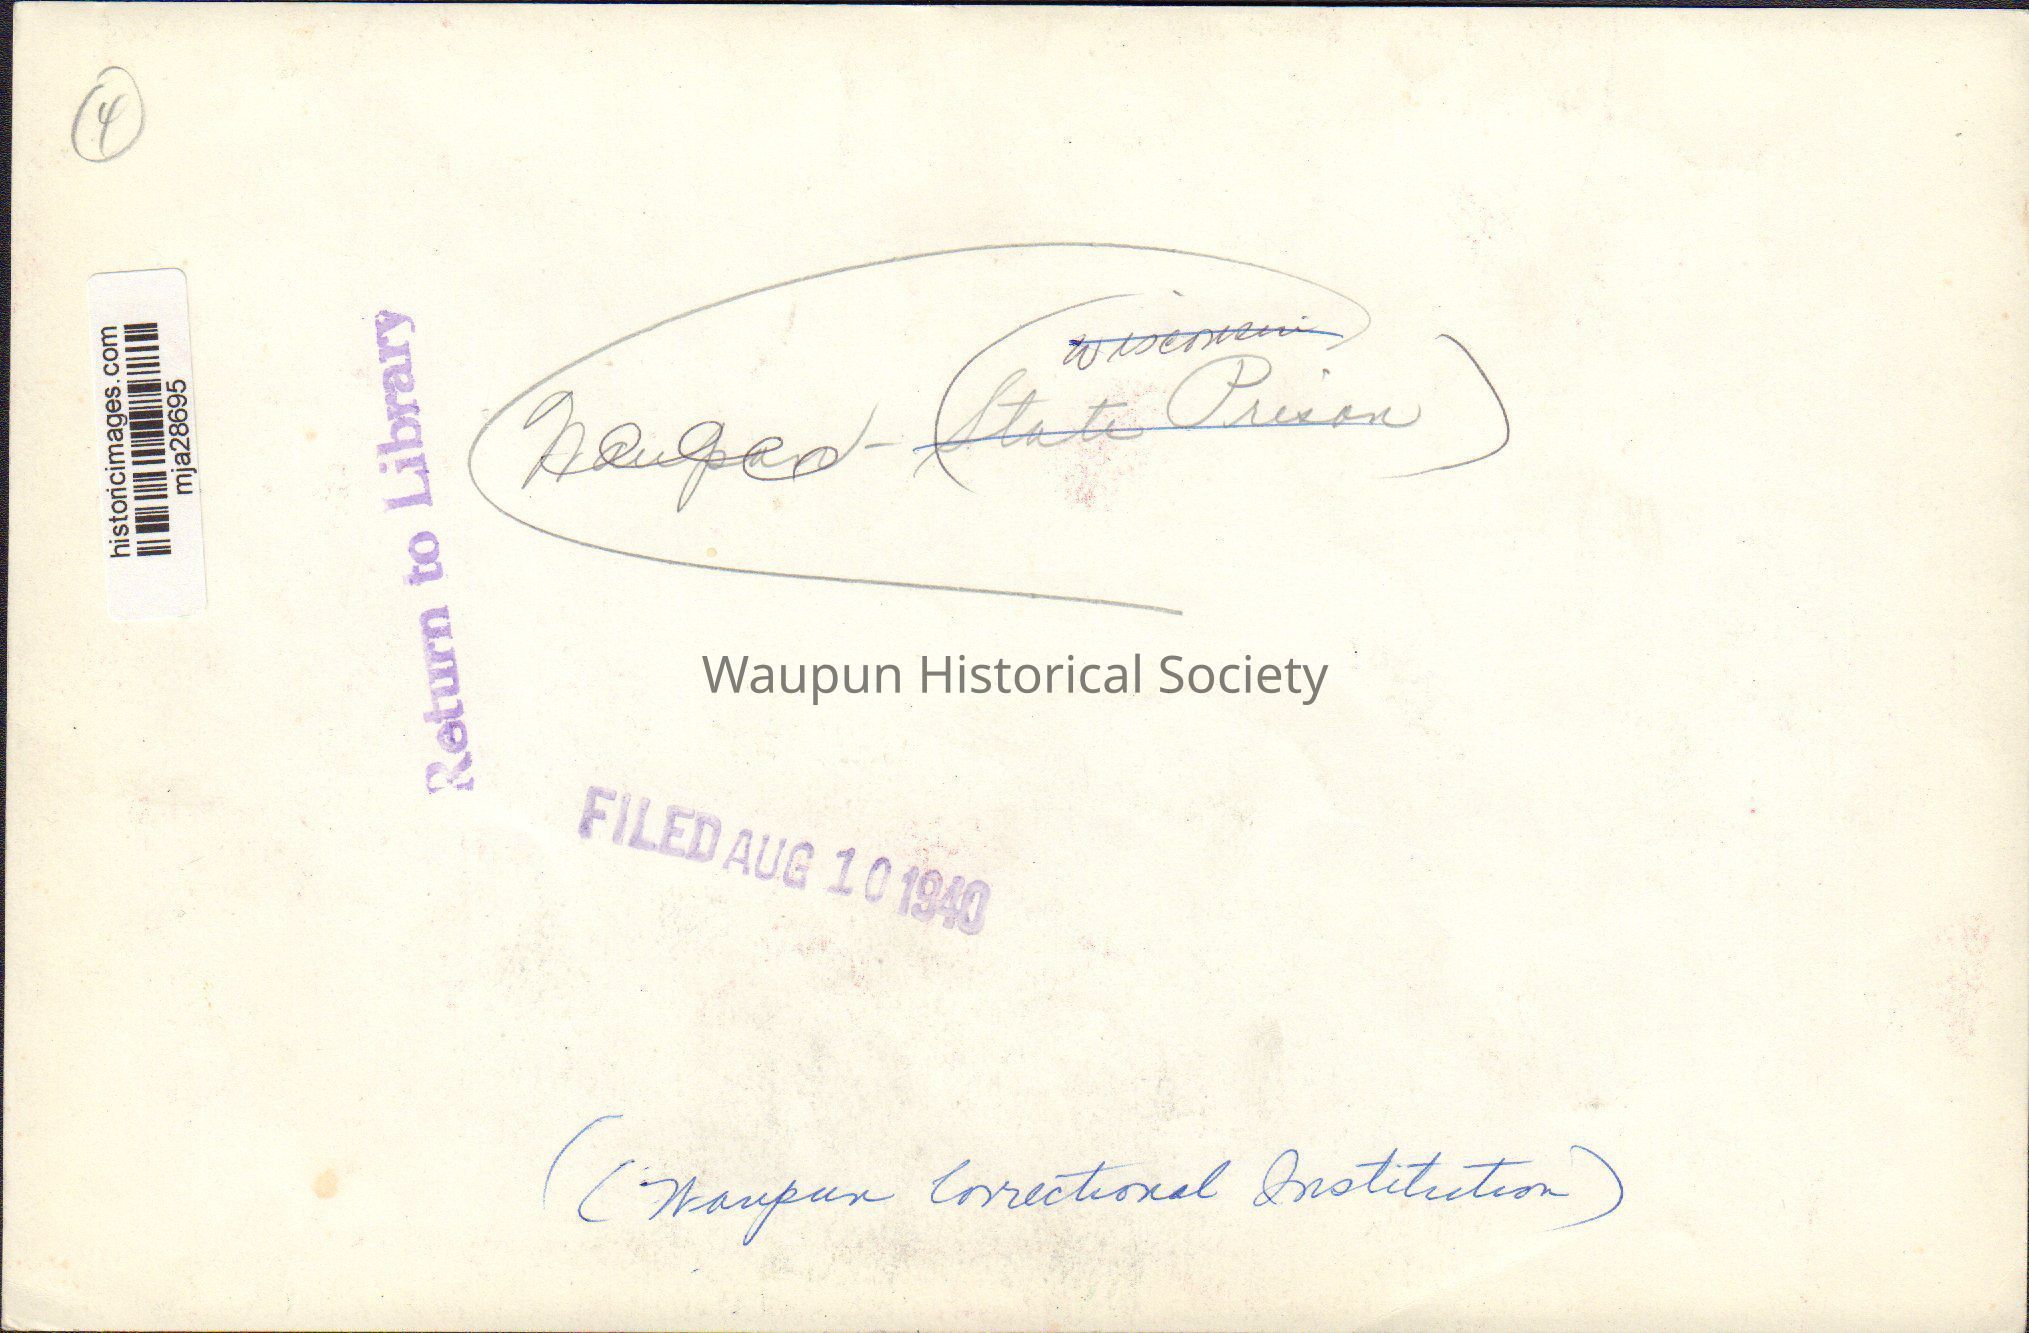 4
historicimages.com
mja28695
Return to Library
Wisconsin
Waupun - (State Prison)
Waupun Historical Society
FILED AUG 10 1940
((Waupun Correctional Institution)